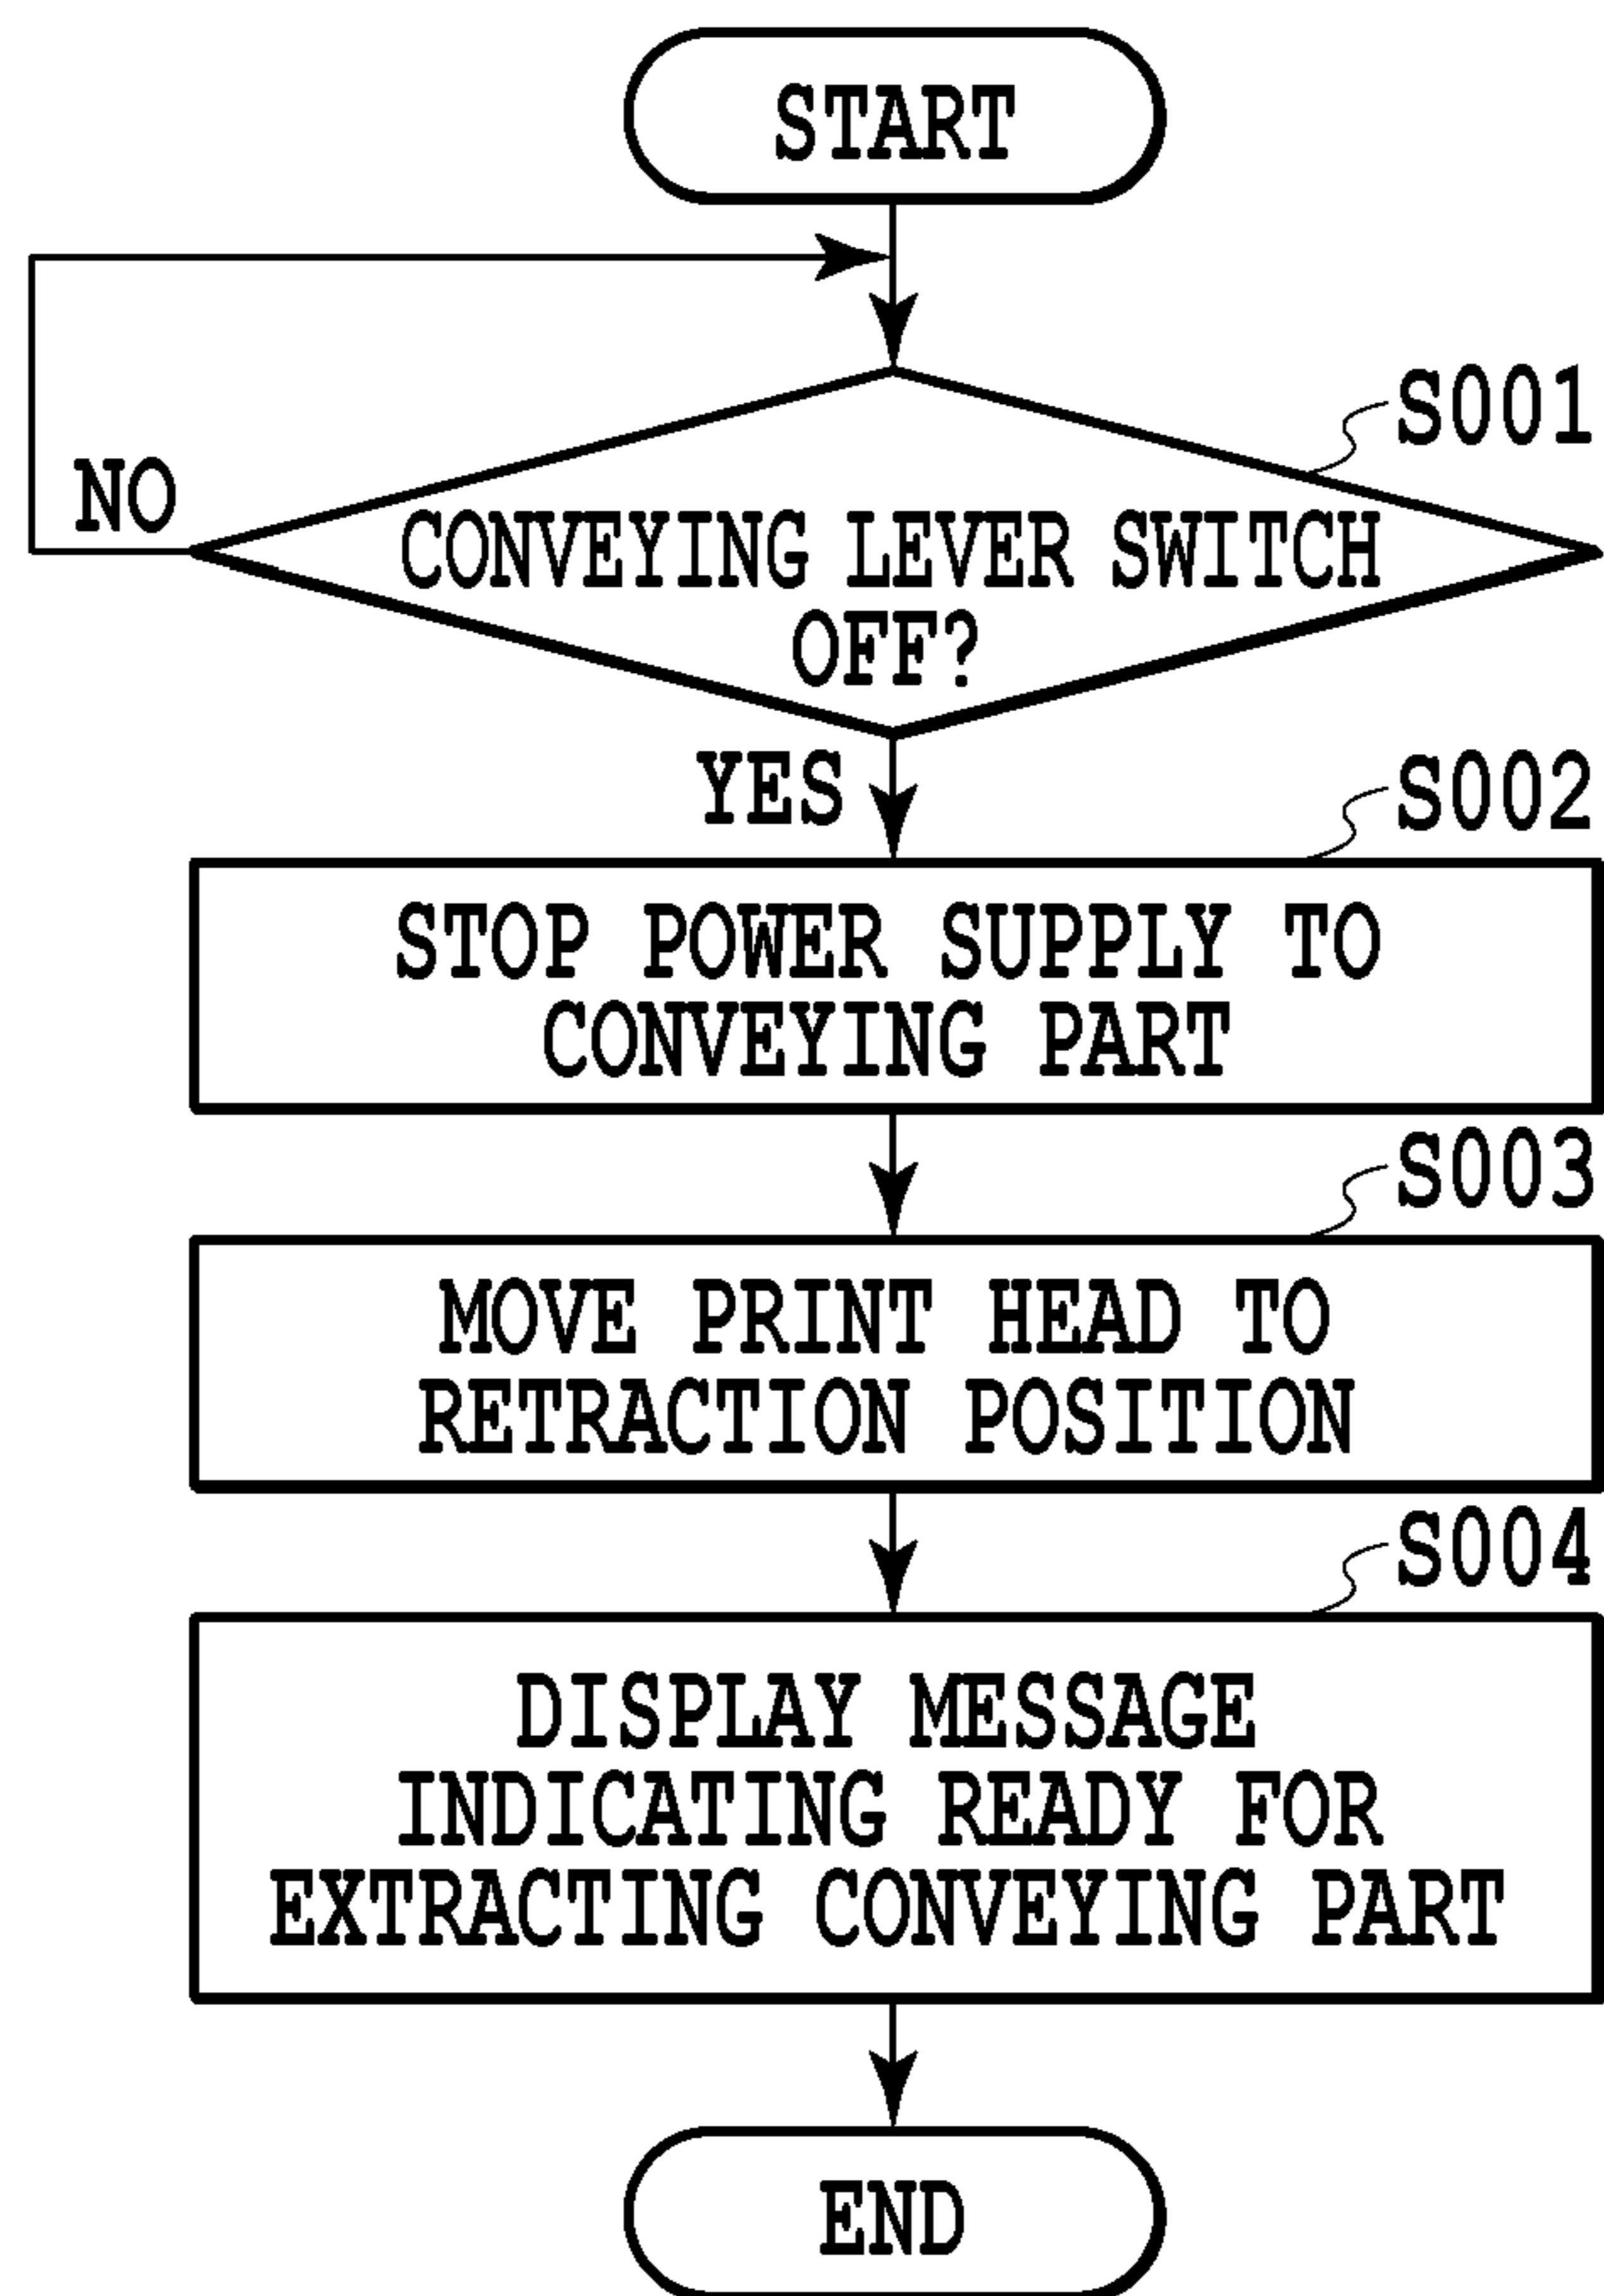 START
S001
NO
CONVEYING LEVER SWITCH
OFF?
YES
S002
STOP POWER SUPPLY TO
CONVEYING PART
S003
MOVE PRINT HEAD TO
RETRACTION POSITION
S004
DISPLAY MESSAGE
INDICATING READY FOR
EXTRACTING CONVEYING PART
END